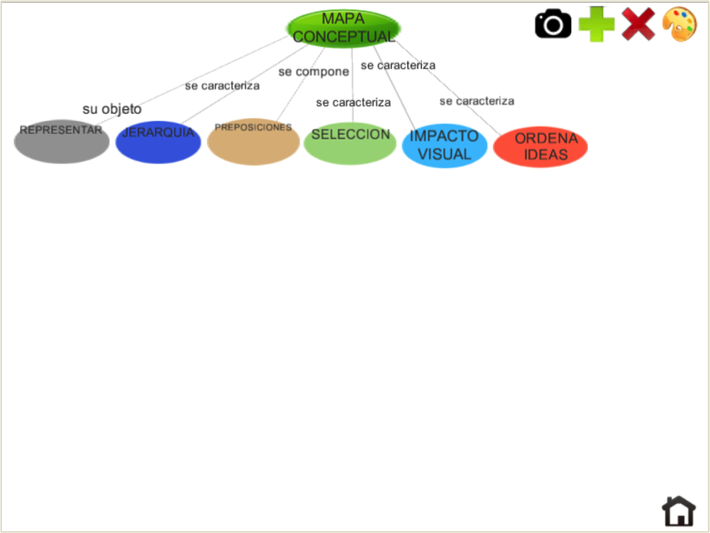 MAPA
CONCEPTUAL
se compone
se caracteriza
se caracteriza
su objeto
se caracteriza
se caracteriza
REPRESENTAR
JERARQUIA
PREPOSICIONES
SELECCION
IMPACTO
VISUAL
ORDENA
IDEAS